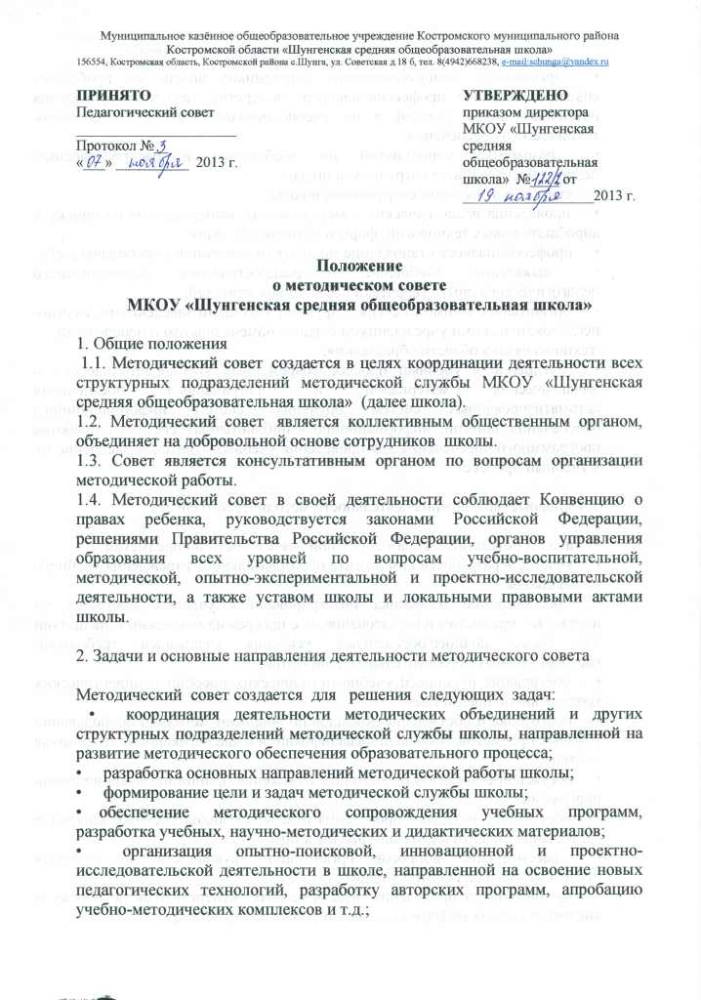 Муниципальное казённое общеобразовательное учреждение Костромского муниципального района
Костромской области «Шунгенская средняя общеобразовательная школа»
156554, Костромская область, Костромской района с.Шунга, ул. Советская д.18 б, тел. 8(4942)668238, e-mail:schunga@yandex.ru
ПРИНЯТО
Педагогический совет
Протокол № 3
«07» ноября 2013 г.
УТВЕРЖДЕНО
приказом директора
МКОУ «Шунгенская
средняя
общеобразовательная
школа» №122/2 от
19 ноября 2013 г.
Положение
о методическом совете
МКОУ «Шунгенская средняя общеобразовательная школа»
1. Общие положения
1.1. Методический совет создается в целях координации деятельности всех
структурных подразделений методической службы МКОУ «Шунгенская
средняя общеобразовательная школа» (далее школа).
1.2. Методический совет является коллективным общественным органом,
объединяет на добровольной основе сотрудников школы.
1.3. Совет является консультативным органом по вопросам организации
методической работы.
1.4. Методический совет в своей деятельности соблюдает Конвенцию о
правах ребенка, руководствуется законами Российской Федерации,
решениями Правительства Российской Федерации, органов управления
образования всех уровней по вопросам учебно-воспитательной,
методической, опытно-экспериментальной и проектно-исследовательской
деятельности, а также уставом школы и локальными правовыми актами
школы.
2. Задачи и основные направления деятельности методического совета
Методический совет создается для решения следующих задач:
• координация деятельности методических объединений и других
структурных подразделений методической службы школы, направленной на
развитие методического обеспечения образовательного процесса;
• разработка основных направлений методической работы школы;
• формирование цели и задач методической службы школы;
• обеспечение методического сопровождения учебных программ,
разработка учебных, научно-методических и дидактических материалов;
• организация опытно-поисковой, инновационной и проектно-
исследовательской деятельности в школе, направленной на освоение новых
педагогических технологий, разработку авторских программ, апробацию
учебно-методических комплексов и т.д.;